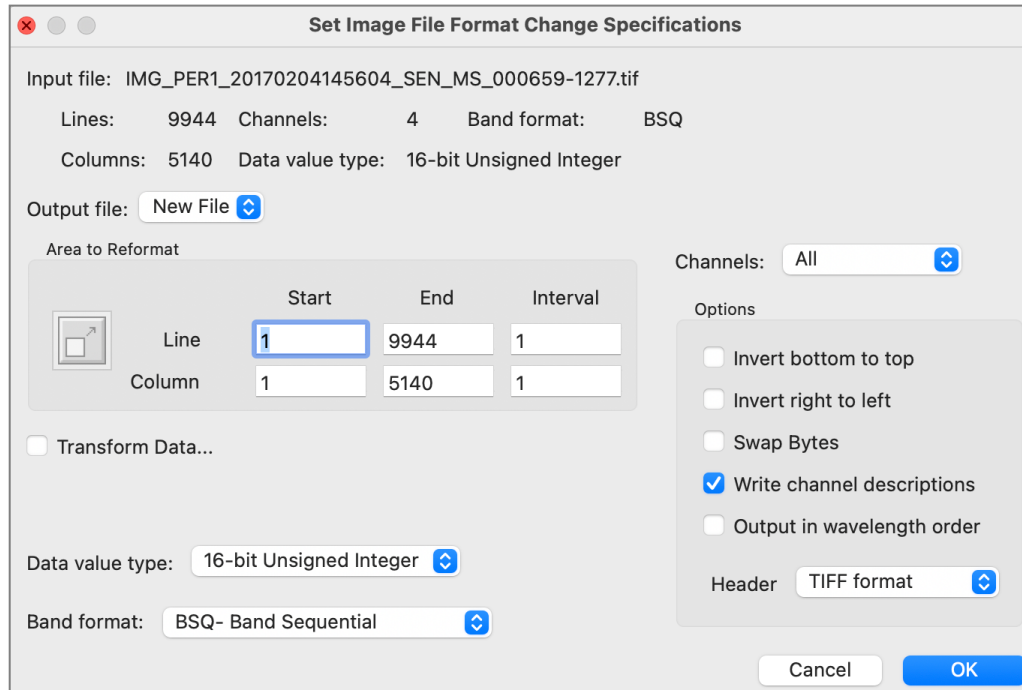 Set Image File Format Change Specifications
Input file: IMG_PER1_20170204145604_SEN_MS_000659-1277.tif
Lines: 9944 Channels: 4 Band format: BSQ
Columns: 5140 Data value type: 16-bit Unsigned Integer
Output file: New File
Area to Reformat
Start End Interval
Line 1 9944 1
Column 1 5140 1
Transform Data...
Data value type: 16-bit Unsigned Integer
Band format: BSQ- Band Sequential
Channels: All
Options
Invert bottom to top
Invert right to left
Swap Bytes
Write channel descriptions
Output in wavelength order
Header TIFF format
Cancel OK